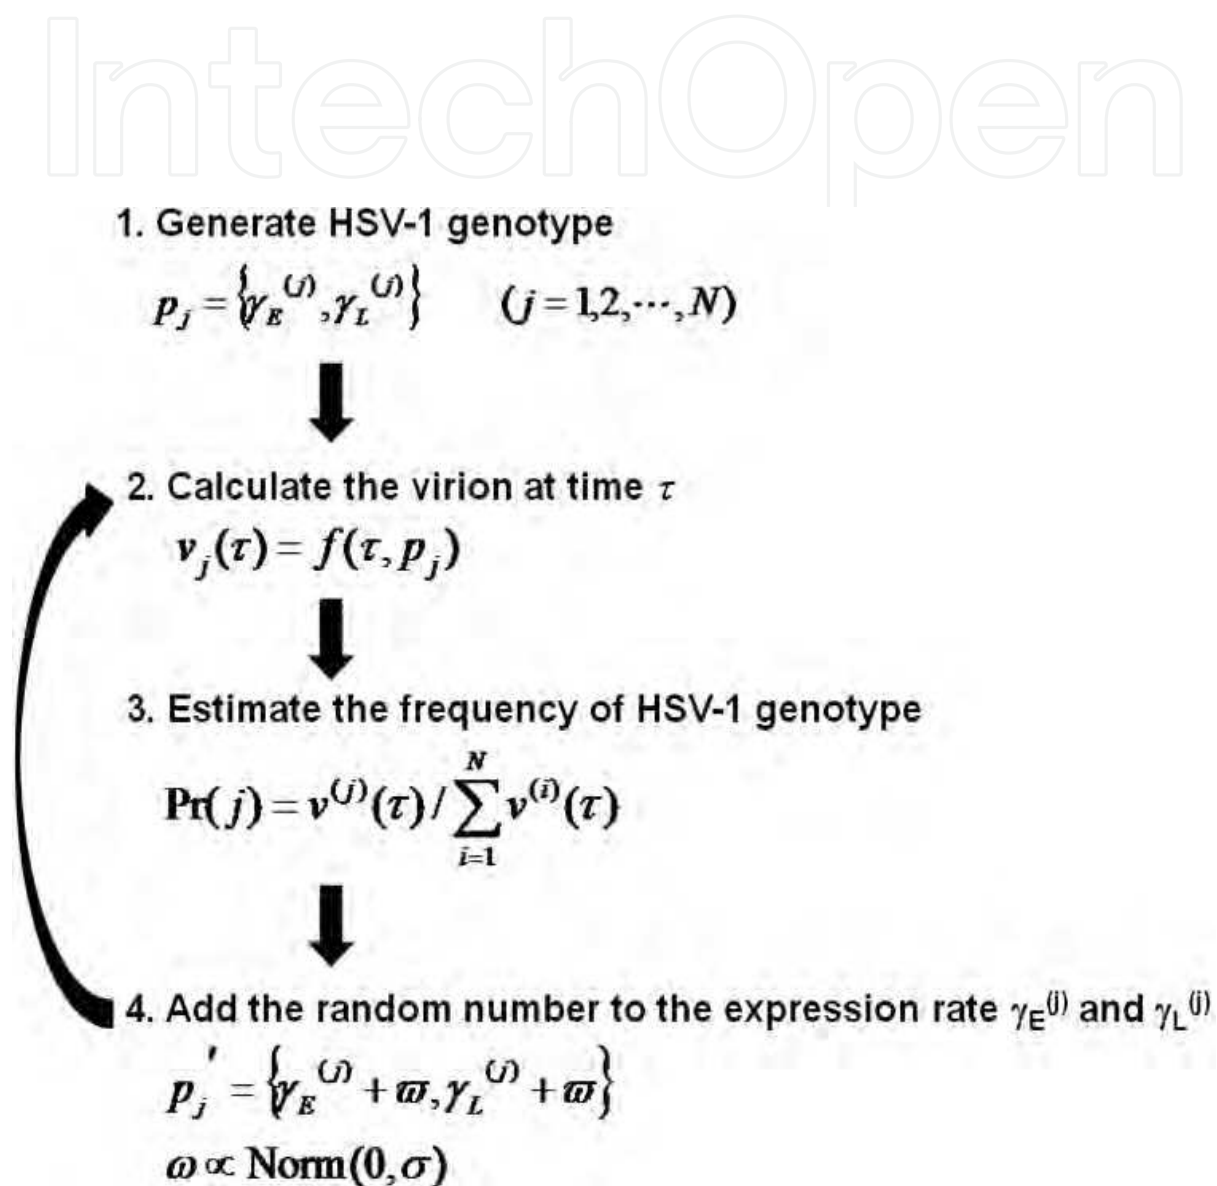 IntechOpen
1. Generate HSV-1 genotype
p_j = {γ_E^(j), γ_L^(j)} (j = 1,2,⋯,N)
2. Calculate the virion at time τ
v_j(τ) = f(τ, p_j)
3. Estimate the frequency of HSV-1 genotype
Pr(j) = v^(j)(τ) / ∑_{i=1}^{N} v^(i)(τ)
4. Add the random number to the expression rate γ_E^(j) and γ_L^(j)
p_j' = {γ_E^(j) + ϖ, γ_L^(j) + ϖ}
ω ∝ Norm(0, σ)